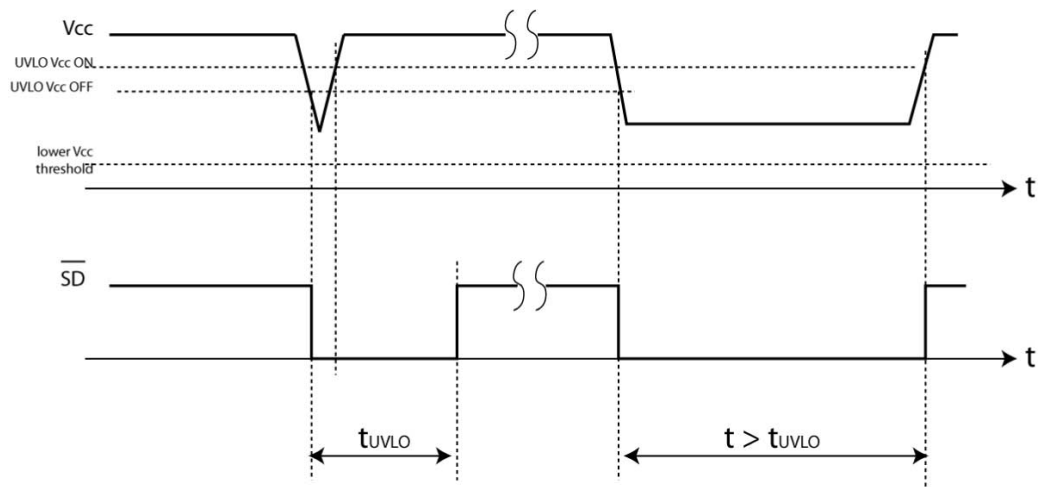 Vcc
UVLO Vcc ON
UVLO Vcc OFF
lower Vcc
threshold
t
SD
t
tUVLO
t > tUVLO